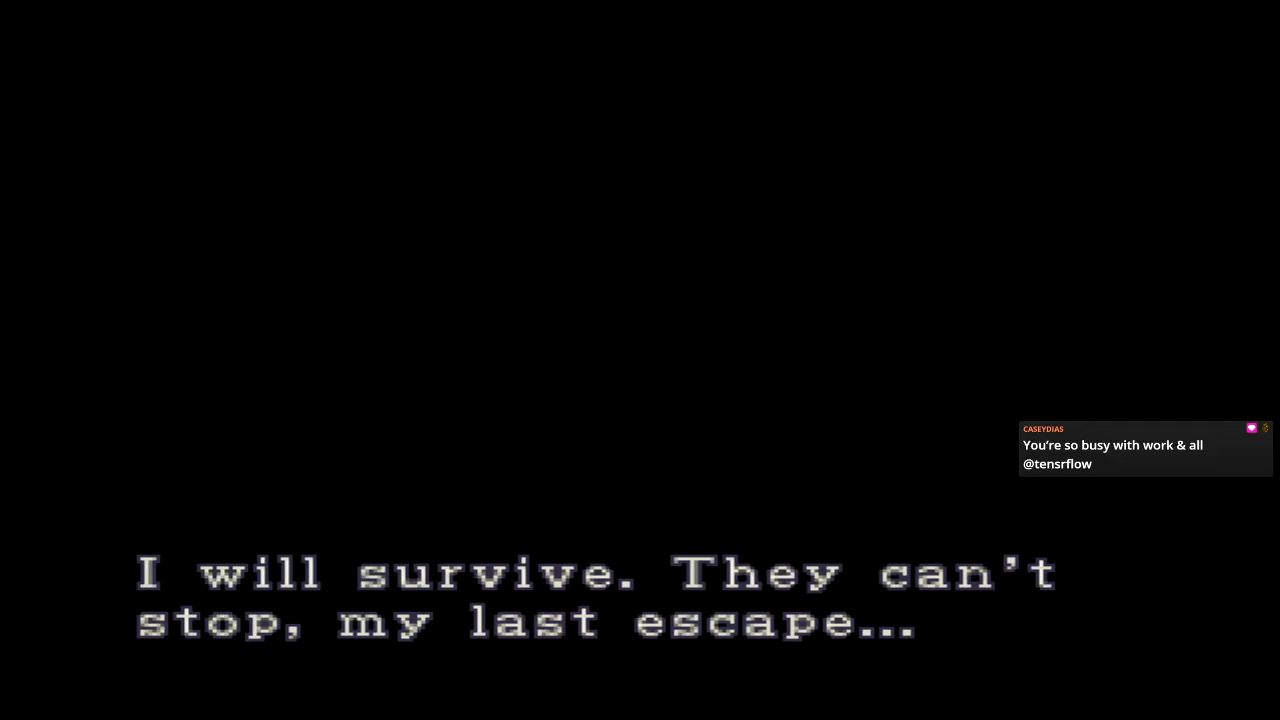 CASEYDIAS
You’re so busy with work & all
@tensrflow
I will survive. They can't
stop, my last escape...